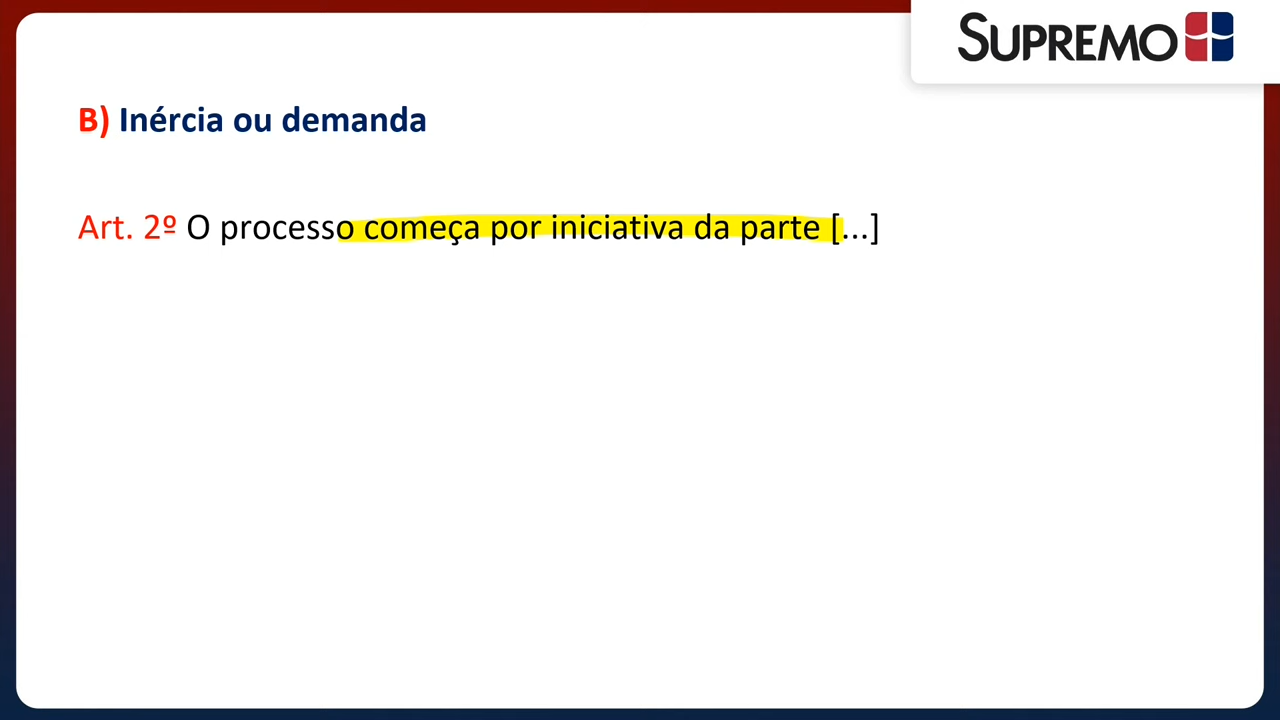 SUPREMO
B) Inércia ou demanda
Art. 2º O processo começa por iniciativa da parte [...]